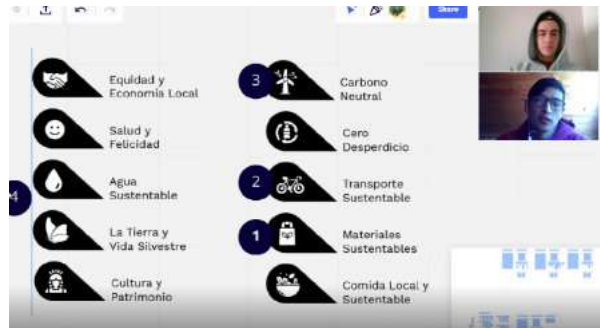 Share
Equidad y
Economía Local
Salud y
Felicidad
4
Agua
Sustentable
La Tierra y
Vida Silvestre
Cultura y
Patrimonio
3
Carbono
Neutral
Cero
Desperdicio
2
Transporte
Sustentable
1
Materiales
Sustentables
Comida Local y
Sustentable